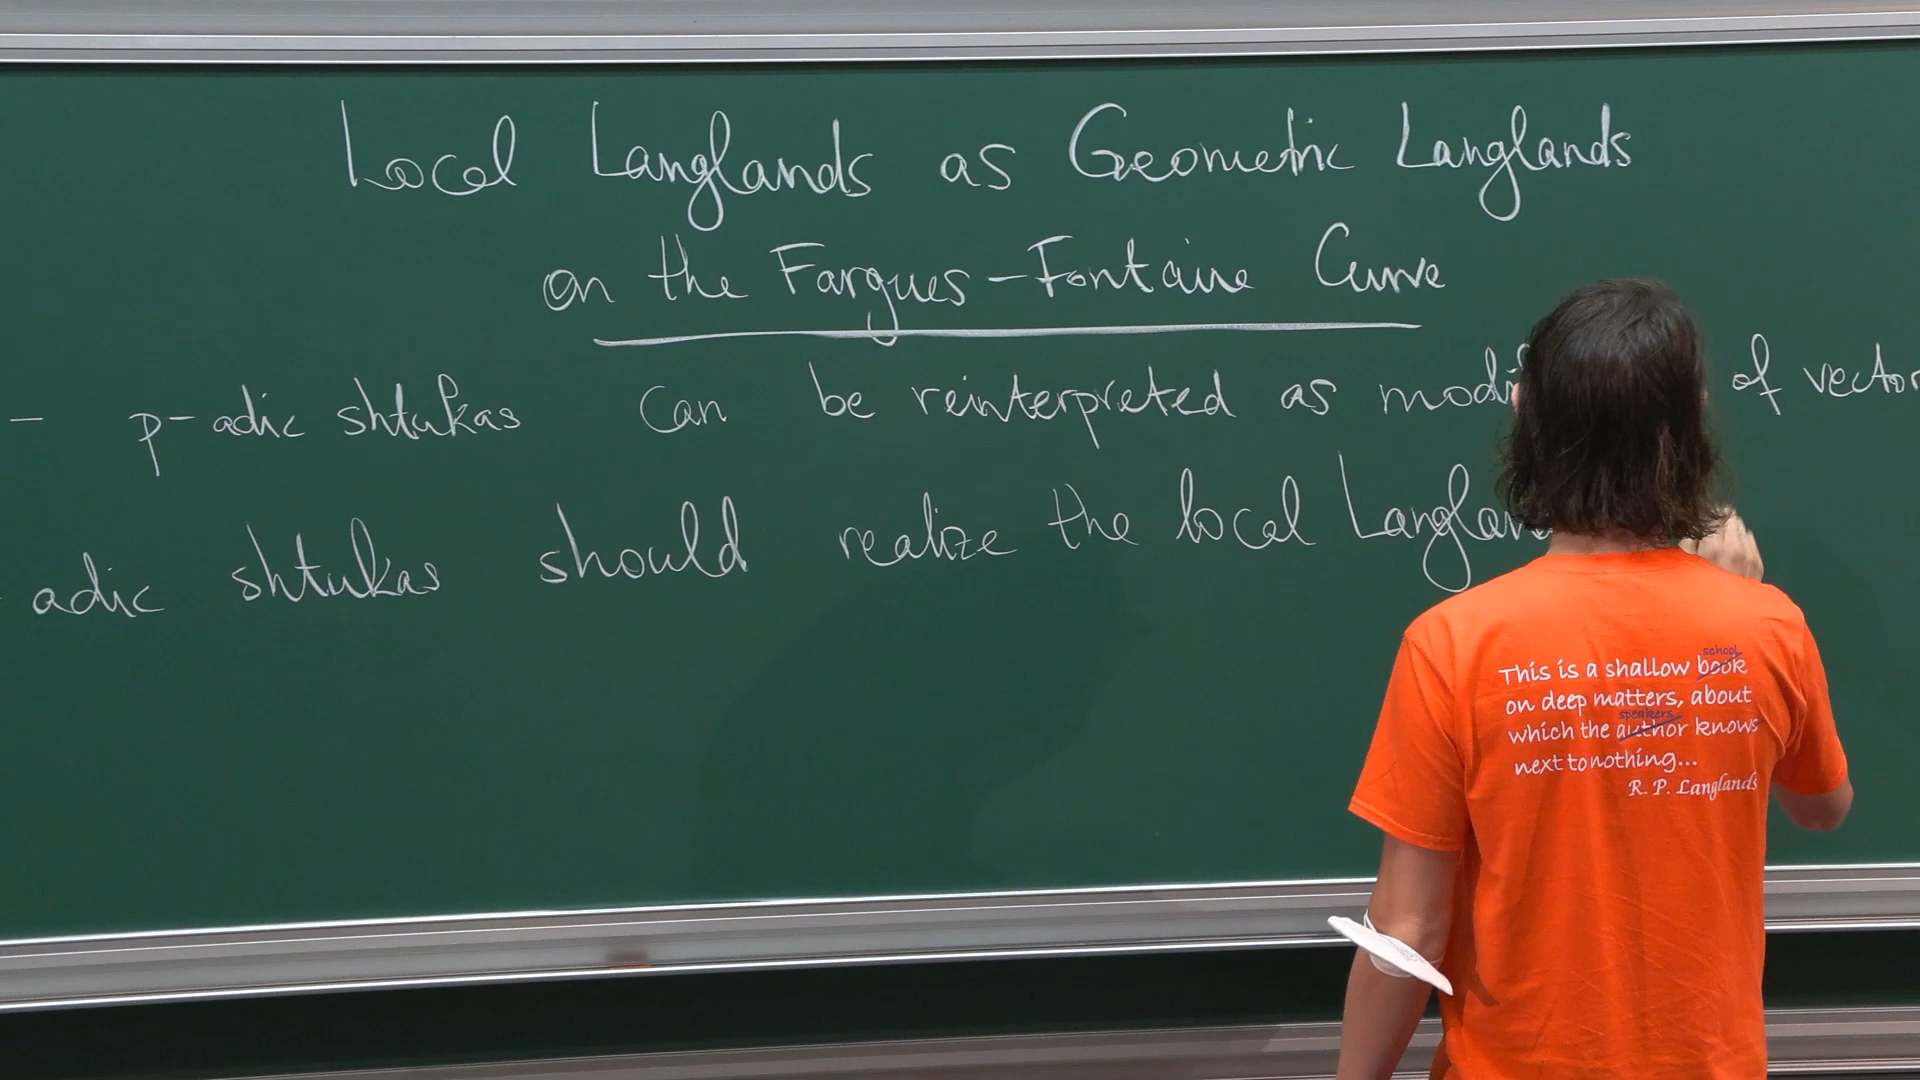 Local Langlands as Geometric Langlands
on the Fargues-Fontaine Curve
- p-adic shtukas can be reinterpreted as modi of vector
adic shtukas should realize the local Langlan
This is a shallow book school
on deep matters, about
which the author speakers knows
next to nothing...
R. P. Langlands